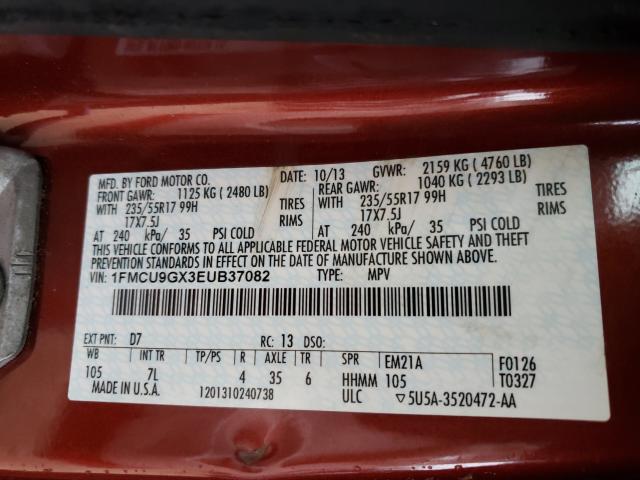 MFD. BY FORD MOTOR CO.
10/13 GVWR: 2159 KG ( 4760 LB)
FRONT GAWR: 1125 KG ( 2480 LB) REAR GAWR: 1040 KG ( 2293 LB)
WITH 235/55R17 99H TIRES WITH 235/55R17 99H TIRES
17X7.5J RIMS 17X7.5J RIMS
AT 240 kPa/ 35 PSI COLD AT 240 kPa/ 35 PSI COLD
THIS VEHICLE CONFORMS TO ALL APPLICABLE FEDERAL MOTOR VEHICLE SAFETY AND THEFT
PREVENTION STANDARDS IN EFFECT ON THE DATE OF MANUFACTURE SHOWN ABOVE.
VIN: 1FMCU9GX3EUB37082 TYPE: MPV
EXT PNT: D7 RC: 13 DSO:
WB INT TR TP/PS R AXLE TR SPR EM21A F0126
105 7L 4 35 6 HHMM 105 T0327
MADE IN U.S.A. 1201310240738 ULC ▽5U5A-3520472-AA